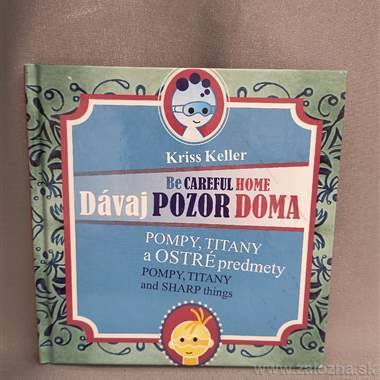 Kriss Keller
Be CAREFUL HOME
Dávaj POZOR DOMA
POMPY, TITANY
a OSTRÉ predmety
POMPY, TITANY
and SHARP things
www.zalozna.sk